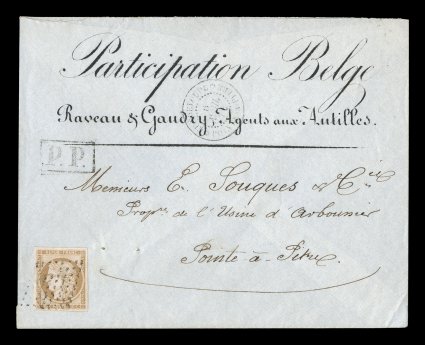 Participation Belge
Raveau & Gaudry, Agents aux Antilles.
P.P.
Messieurs E. Souques & Cie
Propres. de l'Usine d'Arbousier
Pointe-à-Pitre